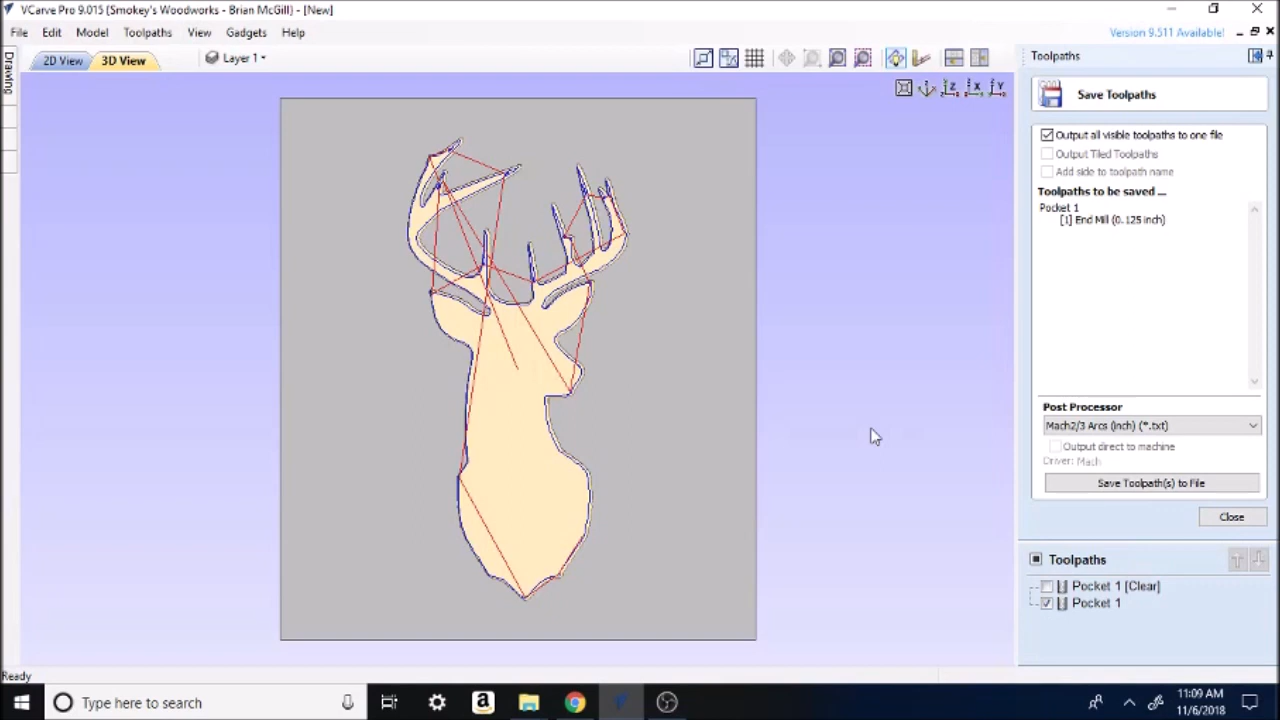 VCarve Pro 9.015 {Smokey's Woodworks - Brian McGill} - [New]
File Edit Model Toolpaths View Gadgets Help
Version 9.511 Available!
Drawing
2D View 3D View Layer 1
Toolpaths
Z X Y
Save Toolpaths
Output all visible toolpaths to one file
Output Tiled Toolpaths
Add side to toolpath name
Toolpaths to be saved ...
Pocket 1
[1] End Mill (0.125 inch)
Post Processor
Mach2/3 Arcs (inch) (*.txt)
Output direct to machine
Driver: Mach
Save Toolpath(s) to File
Close
Toolpaths
Pocket 1 [Clear]
Pocket 1
Ready
Type here to search
11:09 AM
11/6/2018